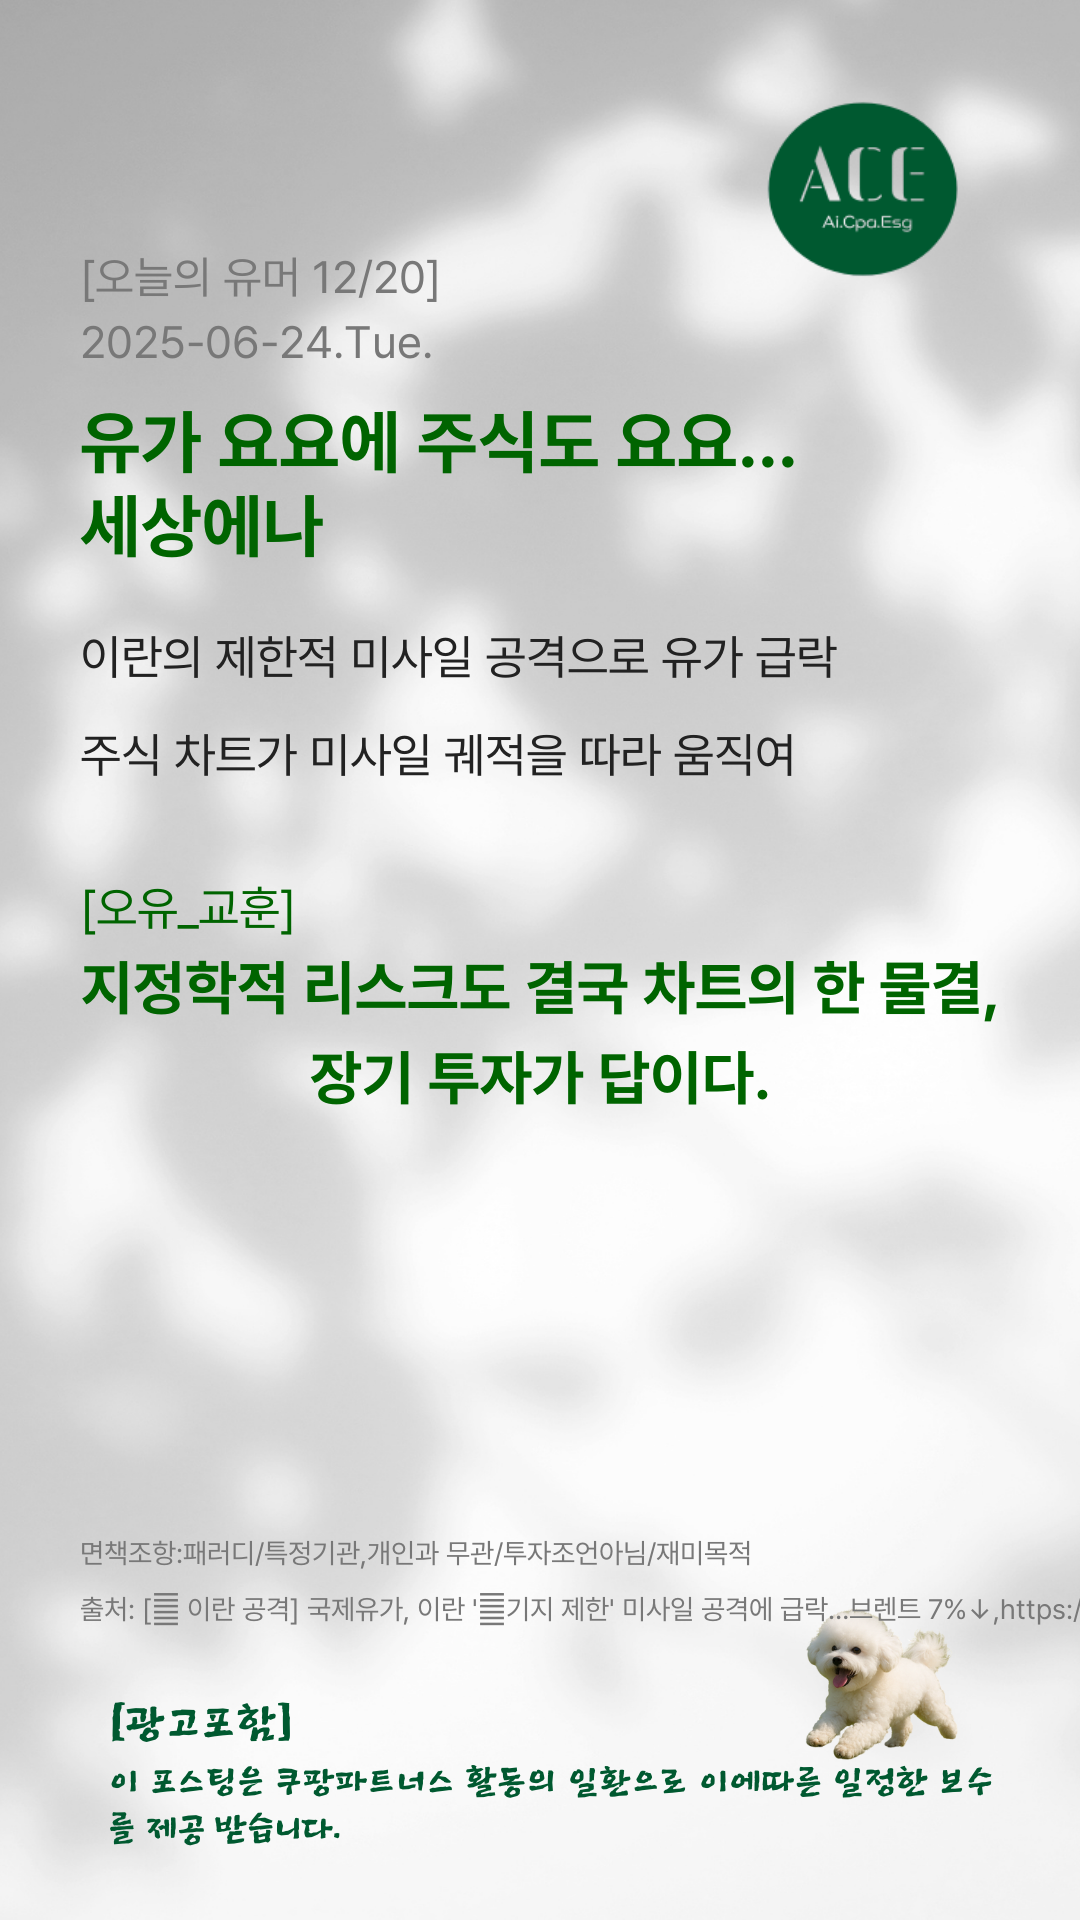 ACE
Ai.Cpa.Esg
[오늘의 유머 12/20]
2025-06-24.Tue.
유가 요요에 주식도 요요...
세상에나
이란의 제한적 미사일 공격으로 유가 급락
주식 차트가 미사일 궤적을 따라 움직여
[오유_교훈]
지정학적 리스크도 결국 차트의 한 물결,
장기 투자가 답이다.
면책조항:패러디/특정기관,개인과 무관/투자조언아님/재미목적
출처: [ 이란 공격] 국제유가, 이란 '기지 제한' 미사일 공격에 급락...브렌트 7%↓,https:/
[광고포함]
이 포스팅은 쿠팡파트너스 활동의 일환으로 이에따른 일정한 보수
를 제공 받습니다.